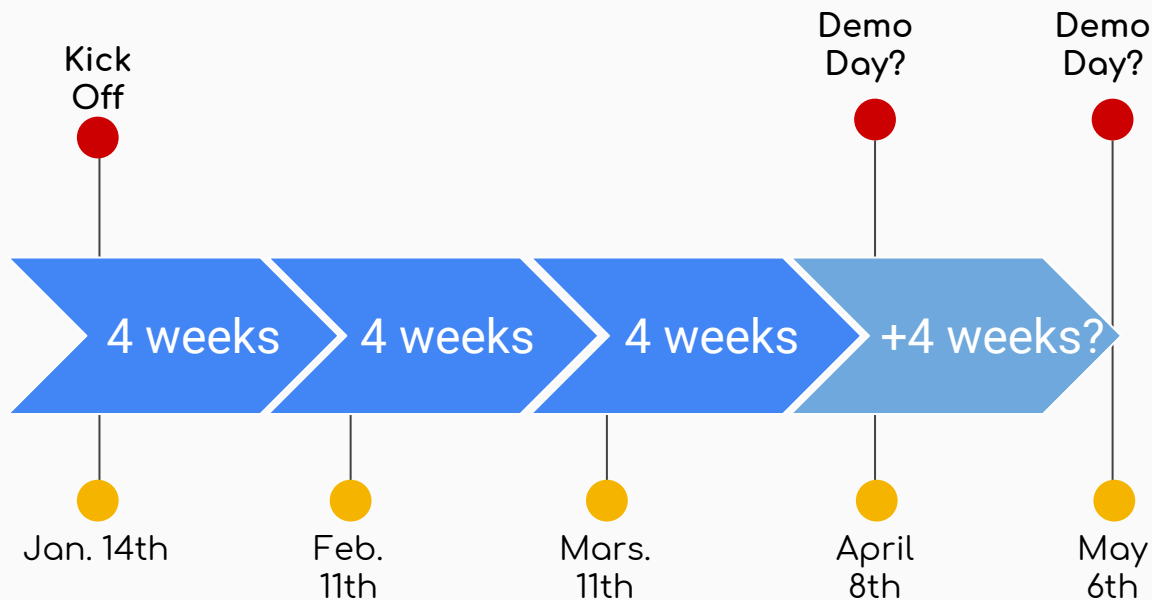 Kick
Off
Demo
Day?
Demo
Day?
4 weeks
4 weeks
4 weeks
+4 weeks?
Jan. 14th
Feb.
11th
Mars.
11th
April
8th
May
6th